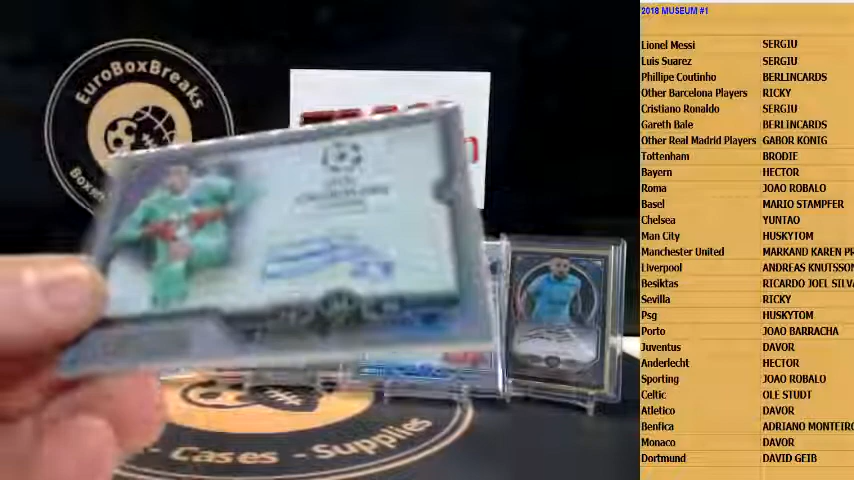 2018 MUSEUM #1
Lionel Messi SERGIU
Luis Suarez SERGIU
Phillipe Coutinho BERLINCARDS
Other Barcelona Players RICKY
Cristiano Ronaldo SERGIU
Gareth Bale BERLINCARDS
Other Real Madrid Players GABOR KONIG
Tottenham BRODIE
Bayern HECTOR
Roma JOAO ROBALO
Basel MARIO STAMPFER
Chelsea YUNTAO
Man City HUSKYTOM
Manchester United MARKAND KAREN PR
Liverpool ANDREAS KNUTSSON
Besiktas RICARDO JOEL SILVA
Sevilla RICKY
Psg HUSKYTOM
Porto JOAO BARRACHA
Juventus DAVOR
Anderlecht HECTOR
Sporting JOAO ROBALO
Celtic OLE STUDT
Atletico DAVOR
Benfica ADRIANO MONTEIRO
Monaco DAVOR
Dortmund DAVID GEIB
EuroBoxBreaks
- Cases - Supplies